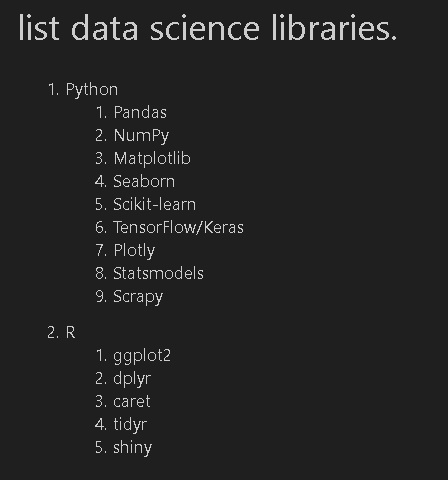 list data science libraries.
1. Python
1. Pandas
2. NumPy
3. Matplotlib
4. Seaborn
5. Scikit-learn
6. TensorFlow/Keras
7. Plotly
8. Statsmodels
9. Scrapy
2. R
1. ggplot2
2. dplyr
3. caret
4. tidyr
5. shiny